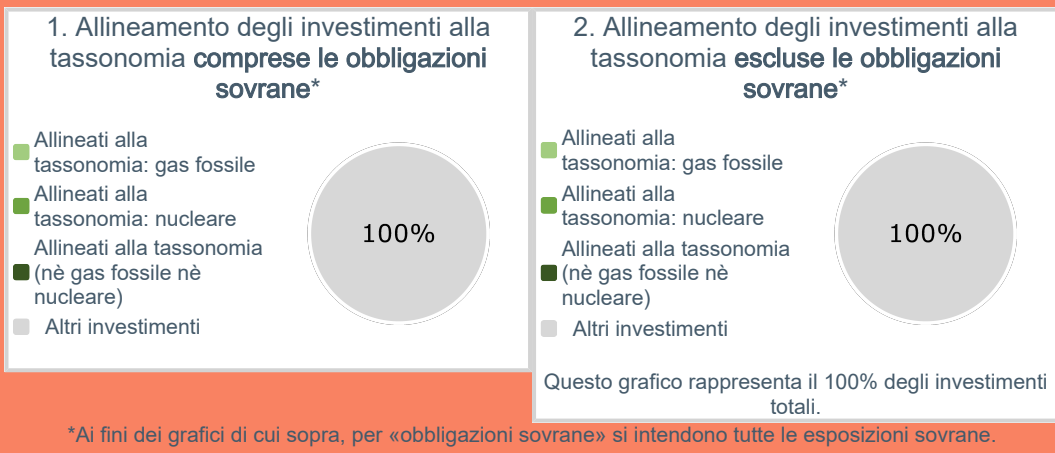 1. Allineamento degli investimenti alla
tassonomia comprese le obbligazioni
sovrane*
Allineati alla
tassonomia: gas fossile
Allineati alla
tassonomia: nucleare
Allineati alla tassonomia
(nè gas fossile nè
nucleare)
Altri investimenti
100%
2. Allineamento degli investimenti alla
tassonomia escluse le obbligazioni
sovrane*
Allineati alla
tassonomia: gas fossile
Allineati alla
tassonomia: nucleare
Allineati alla tassonomia
(nè gas fossile nè
nucleare)
Altri investimenti
100%
Questo grafico rappresenta il 100% degli investimenti
totali.
*Ai fini dei grafici di cui sopra, per «obbligazioni sovrane» si intendono tutte le esposizioni sovrane.